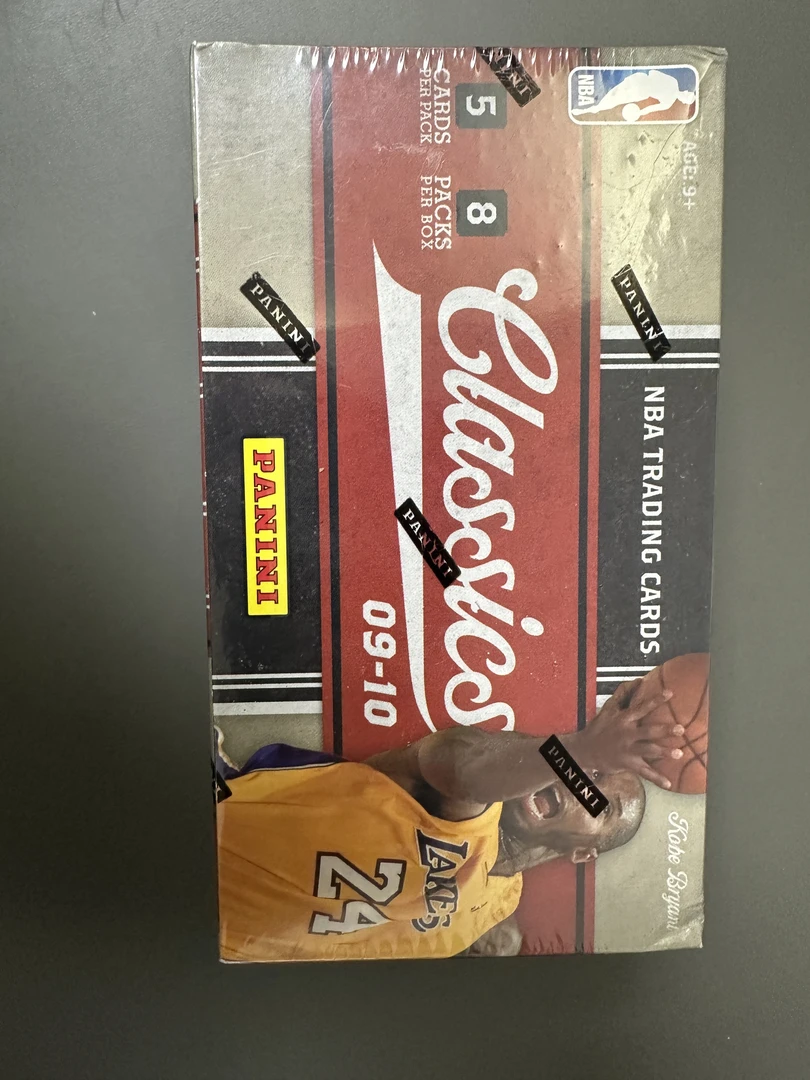 NBA
AGE: 9+
NBA TRADING CARDS
Kobe Bryant
5
CARDS
PER PACK
8
PACKS
PER BOX
Classics
09-10
PANINI
LAKERS
24
PANINI
PANINI
PANINI
PANINI